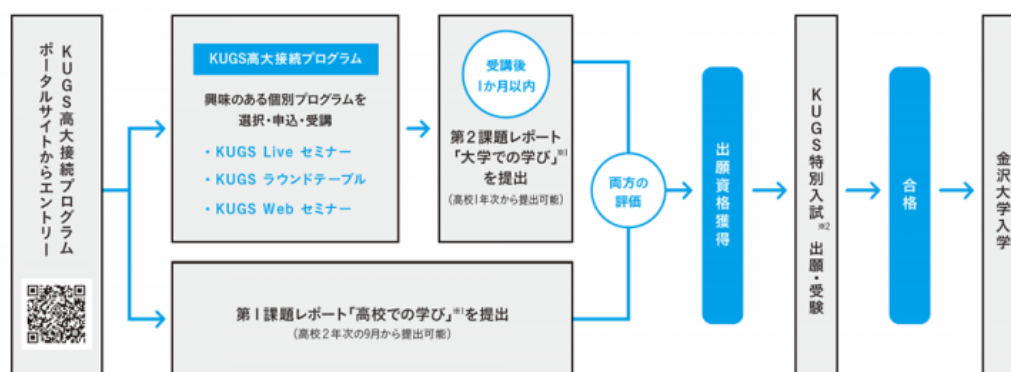 KUGS高大接続プログラム
ポータルサイトからエントリー
KUGS高大接続プログラム
興味のある個別プログラムを
選択・申込・受講
・KUGS Live セミナー
・KUGS ラウンドテーブル
・KUGS Web セミナー
受講後
1か月以内
第2課題レポート
「大学での学び」※1
を提出
(高校1年次から提出可能)
第1課題レポート「高校での学び」※1を提出
(高校2年次の9月から提出可能)
両方の
評価
出願資格獲得
KUGS特別入試※2 出願・受験
合格
金沢大学入学